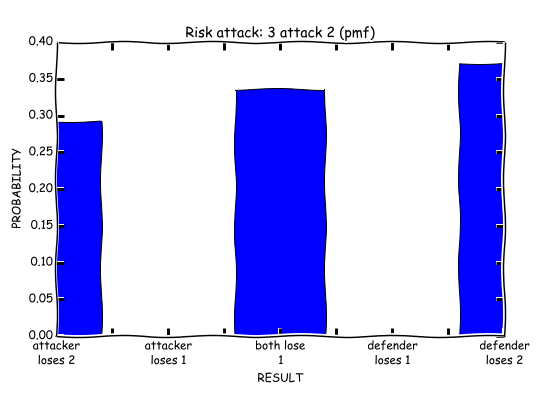 Risk attack: 3 attack 2 (pmf)
0.40
0.35
0.30
0.25
0.20
0.15
0.10
0.05
0.00
PROBABILITY
attacker loses 2
attacker loses 1
both lose 1
defender loses 1
defender loses 2
RESULT